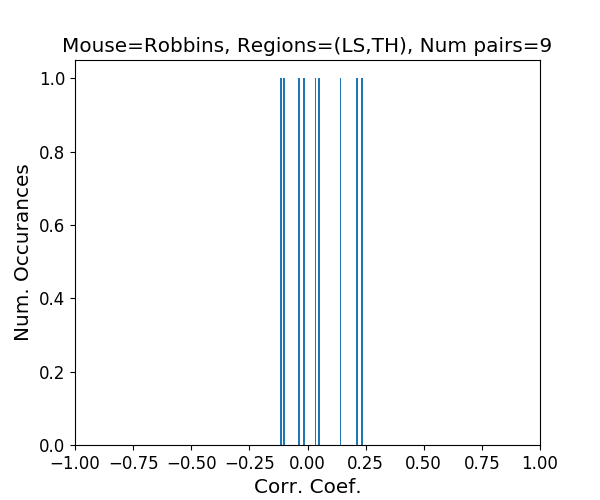 Mouse=Robbins, Regions=(LS,TH), Num pairs=9
1.0
0.8
0.6
0.4
0.2
0.0
Num. Occurances
−1.00 −0.75 −0.50 −0.25 0.00 0.25 0.50 0.75 1.00
Corr. Coef.